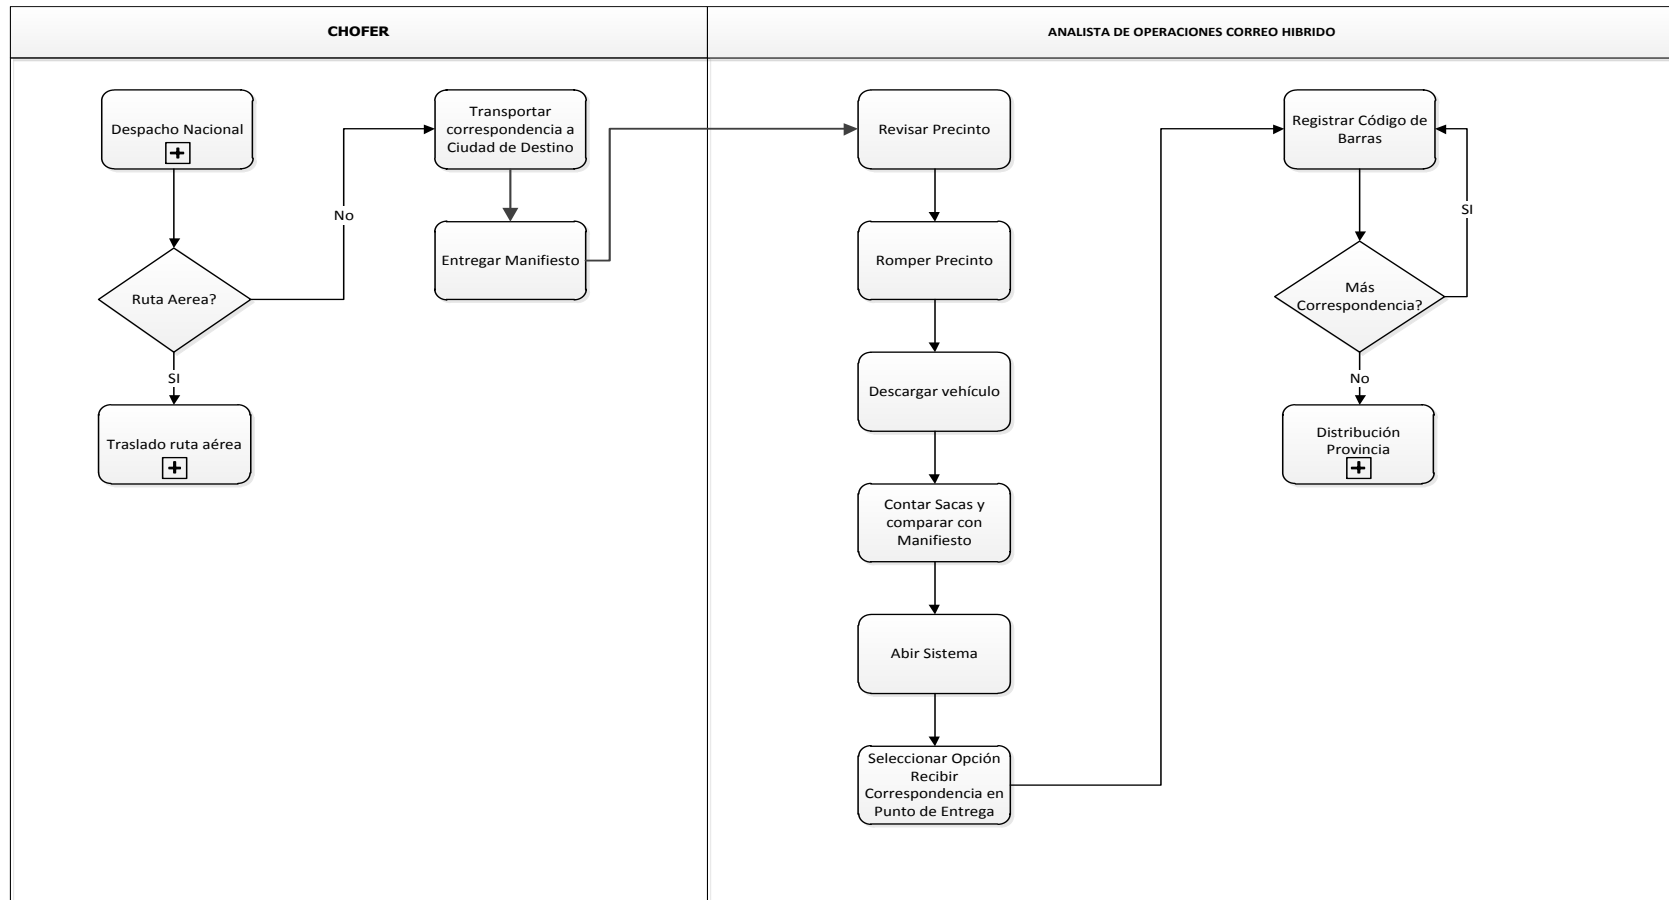 CHOFER
ANALISTA DE OPERACIONES CORREO HIBRIDO
Despacho Nacional
Ruta Aerea?
No
SI
Traslado ruta aérea
Transportar
correspondencia a
Ciudad de Destino
Entregar Manifiesto
Revisar Precinto
Romper Precinto
Descargar vehículo
Contar Sacas y
comparar con
Manifiesto
Abir Sistema
Seleccionar Opción
Recibir
Correspondencia en
Punto de Entrega
Registrar Código de
Barras
SI
Más
Correspondencia?
No
Distribución
Provincia